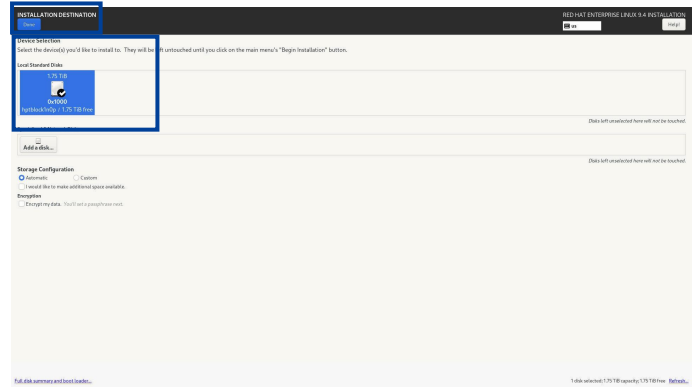 INSTALLATION DESTINATION
RED HAT ENTERPRISE LINUX 9.4 INSTALLATION
Done
us
Help!
Device Selection
Select the device(s) you'd like to install to. They will be left untouched until you click on the main menu's "Begin Installation" button.
Local Standard Disks
1.75 TiB
0x1000
hptblock1n0p / 1.75 TiB free
Disks left unselected here will not be touched.
Add a disk...
Disks left unselected here will not be touched.
Storage Configuration
Automatic Custom
I would like to make additional space available.
Encryption
Encrypt my data. You'll set a passphrase next.
Full disk summary and boot loader...
1 disk selected; 1.75 TiB capacity; 1.75 TiB free Refresh...